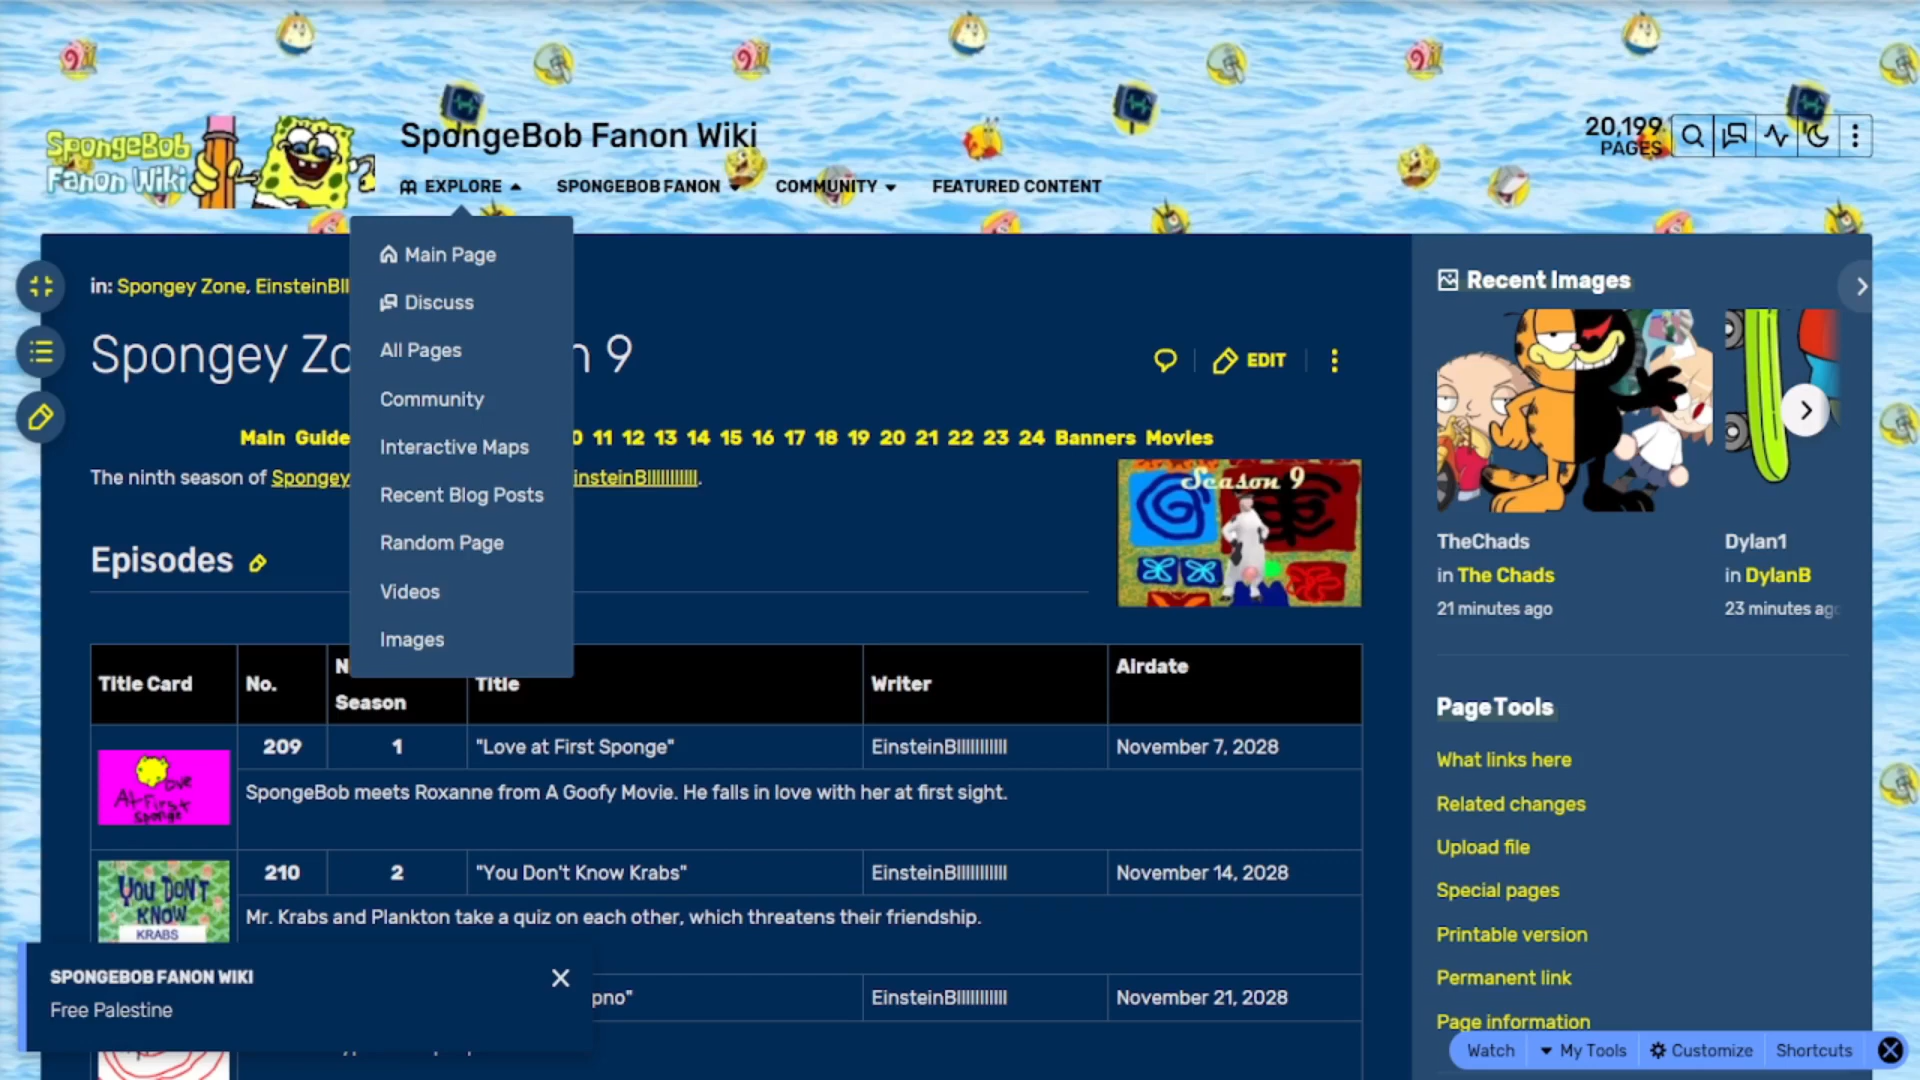 SpongeBob
Fanon Wiki
SpongeBob Fanon Wiki
20,199
PAGES
EXPLORE
SPONGEBOB FANON
COMMUNITY
FEATURED CONTENT
Main Page
Discuss
All Pages
Community
Interactive Maps
Recent Blog Posts
Random Page
Videos
Images
in: Spongey Zone, EinsteinBll
Spongey Zo n 9
EDIT
Main Guide 0 11 12 13 14 15 16 17 18 19 20 21 22 23 24 Banners Movies
The ninth season of Spongey insteinBllllllllllll.
Season 9
Episodes
Title Card No. N Season Title Writer Airdate
Love At First Sponge
209 1 "Love at First Sponge" EinsteinBllllllllllll November 7, 2028
SpongeBob meets Roxanne from A Goofy Movie. He falls in love with her at first sight.
YOU DON'T
KNOW
KRABS
210 2 "You Don't Know Krabs" EinsteinBllllllllllll November 14, 2028
Mr. Krabs and Plankton take a quiz on each other, which threatens their friendship.
pno" EinsteinBllllllllllll November 21, 2028
SPONGEBOB FANON WIKI
Free Palestine
Recent Images
TheChads
in The Chads
21 minutes ago
Dylan1
in DylanB
23 minutes ago
Page Tools
What links here
Related changes
Upload file
Special pages
Printable version
Permanent link
Page information
Watch My Tools Customize Shortcuts